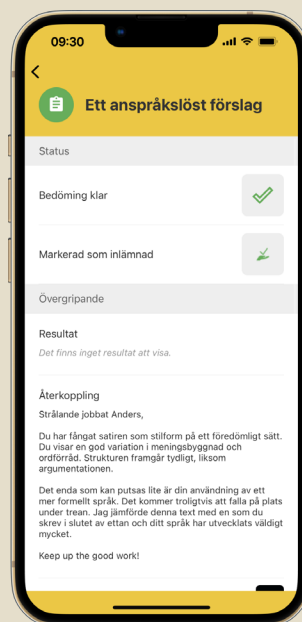 09:30
Ett anspråkslöst förslag
Status
Bedöming klar
Markerad som inlämnad
Övergripande
Resultat
Det finns inget resultat att visa.
Återkoppling
Strålande jobbat Anders,
Du har fångat satiren som stilform på ett föredömligt sätt.
Du visar en god variation i meningsbyggnad och
ordförråd. Strukturen framgår tydligt, liksom
argumentationen.
Det enda som kan putsas lite är din användning av ett
mer formellt språk. Det kommer troligtvis att falla på plats
under trean. Jag jämförde denna text med en som du
skrev i slutet av ettan och ditt språk har utvecklats väldigt
mycket.
Keep up the good work!